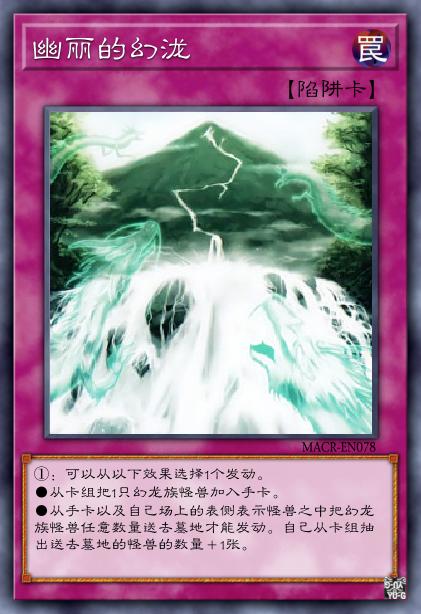 幽丽的幻泷
罠
【陷阱卡】
MACR-EN078
①：可以从以下效果选择1个发动。
●从卡组把1只幻龙族怪兽加入手卡。
●从手卡以及自己场上的表侧表示怪兽之中把幻龙
族怪兽任意数量送去墓地才能发动。自己从卡组抽
出送去墓地的怪兽的数量＋1张。